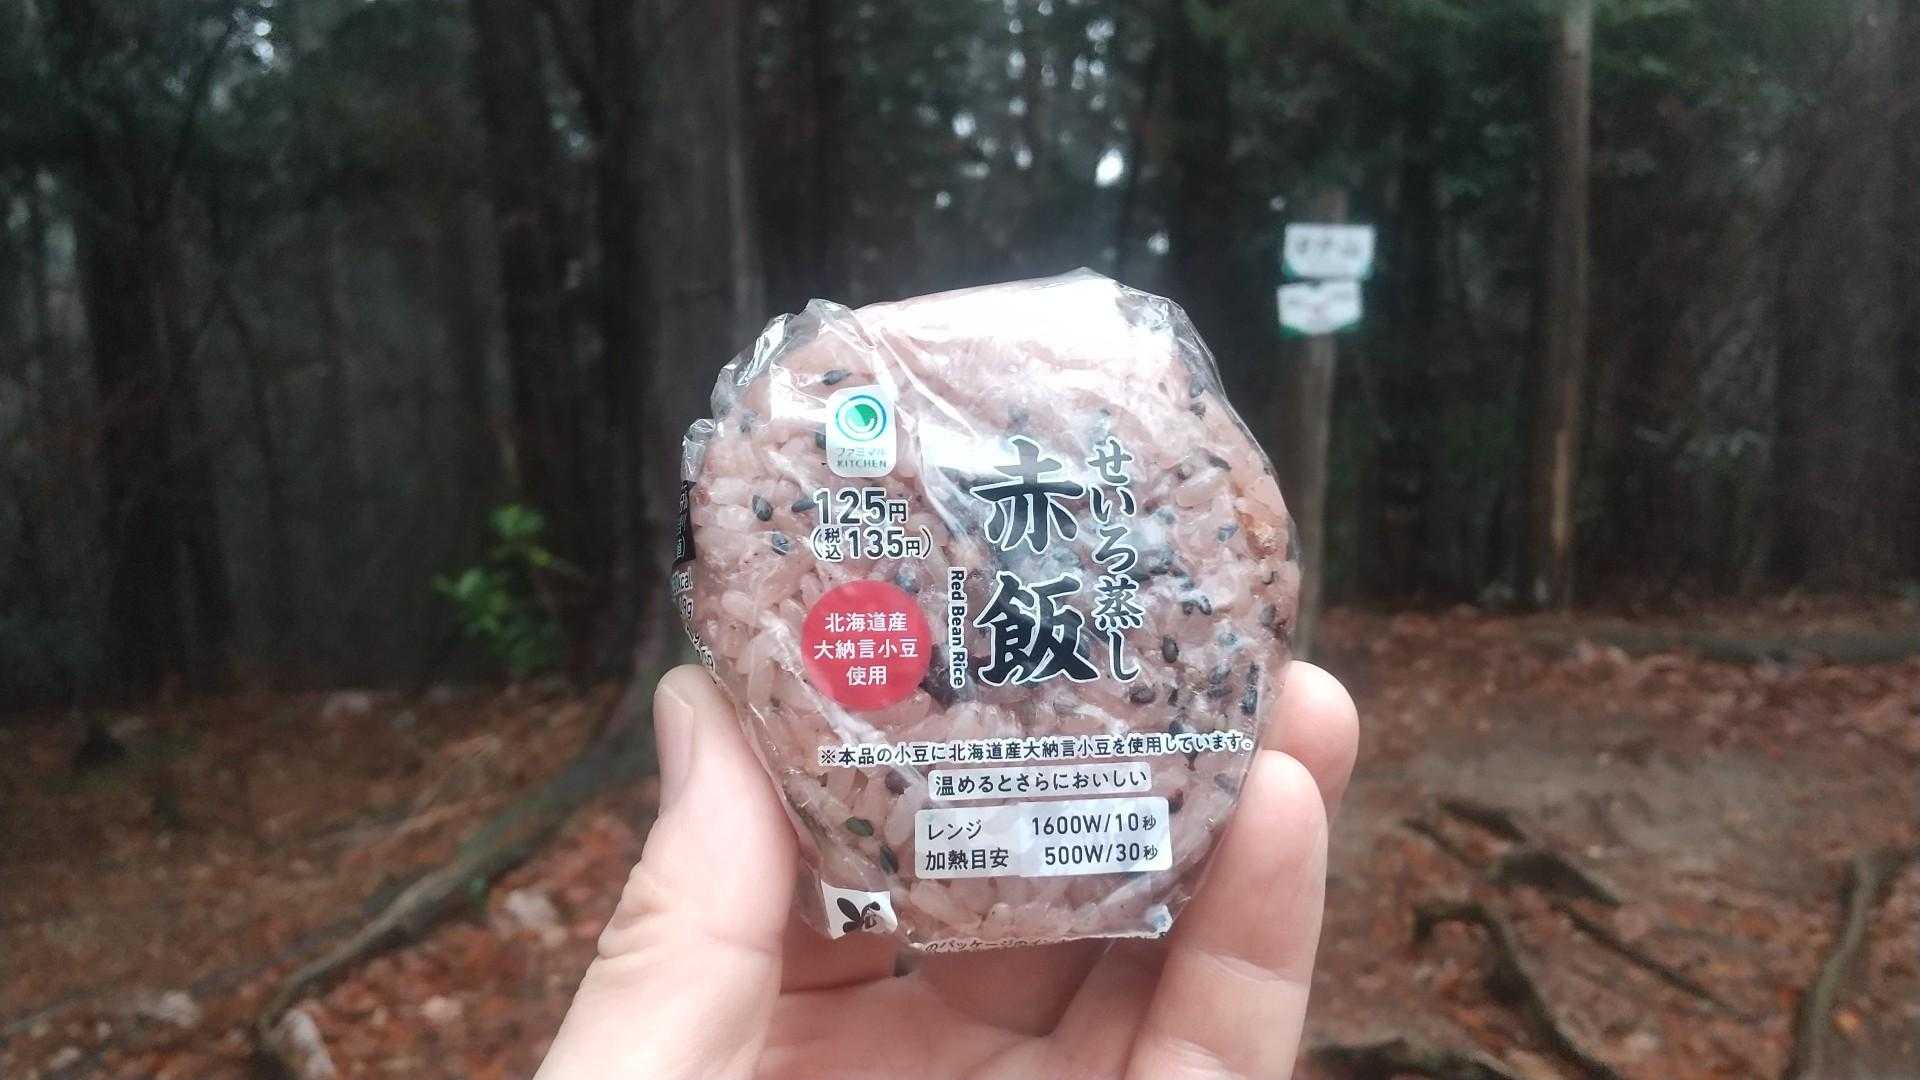 ファミマル
KITCHEN
125円
(税込135円)
せいろ蒸し
赤飯
Red Bean Rice
北海道産
大納言小豆
使用
※本品の小豆に北海道産大納言小豆を使用しています。
温めるとさらにおいしい
レンジ 1600W/10秒
加熱目安 500W/30秒